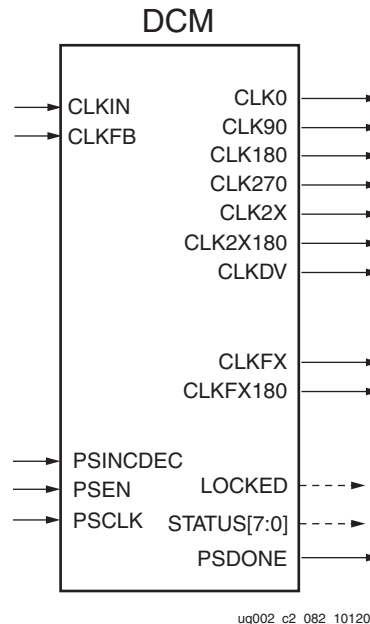 DCM
CLKIN
CLKFB
CLK0
CLK90
CLK180
CLK270
CLK2X
CLK2X180
CLKDV
CLKFX
CLKFX180
PSINCDEC
PSEN
PSCLK
LOCKED
STATUS[7:0]
PSDONE
ug002_c2_082_10120